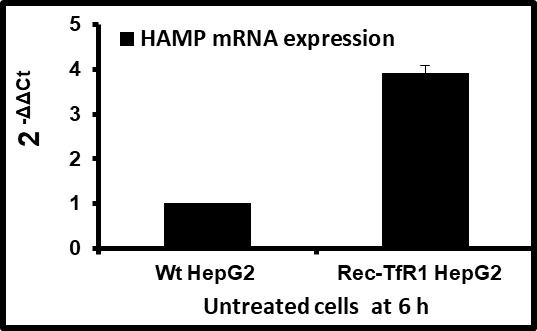 5
HAMP mRNA expression
4
3
2
1
0
2 -ΔΔCt
Wt HepG2 Rec-TfR1 HepG2
Untreated cells at 6 h